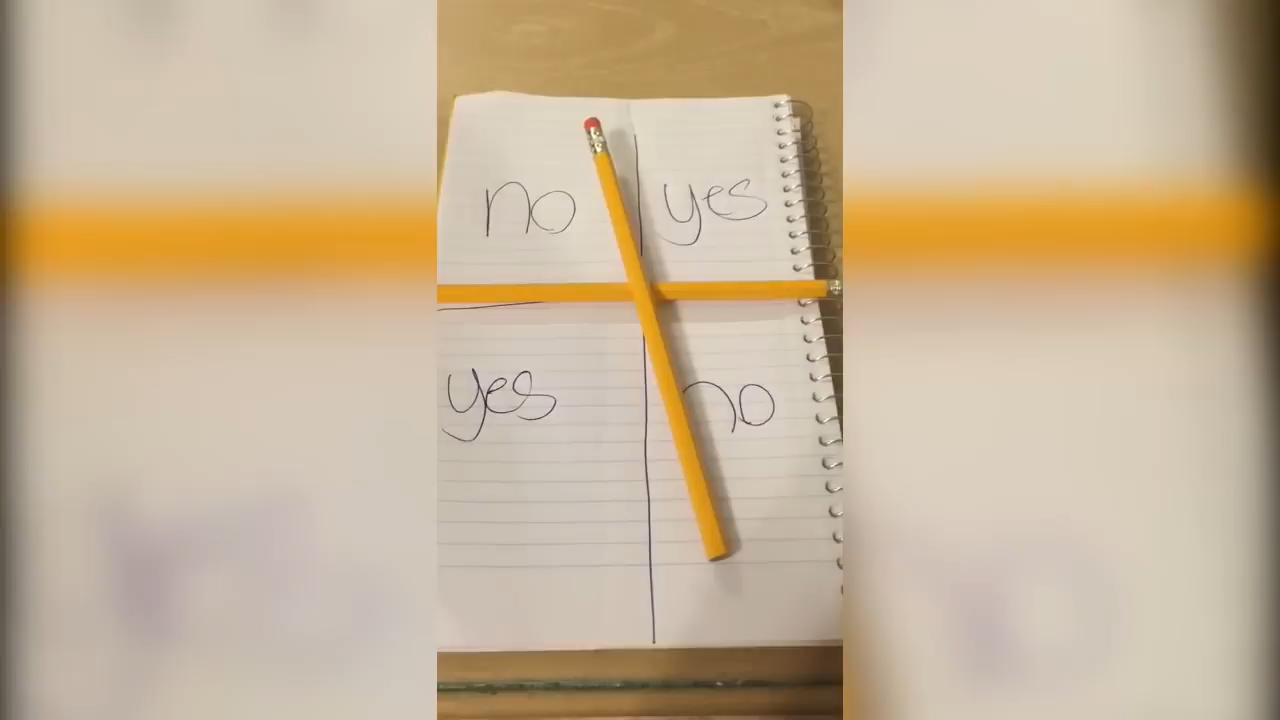 no yes
yes no